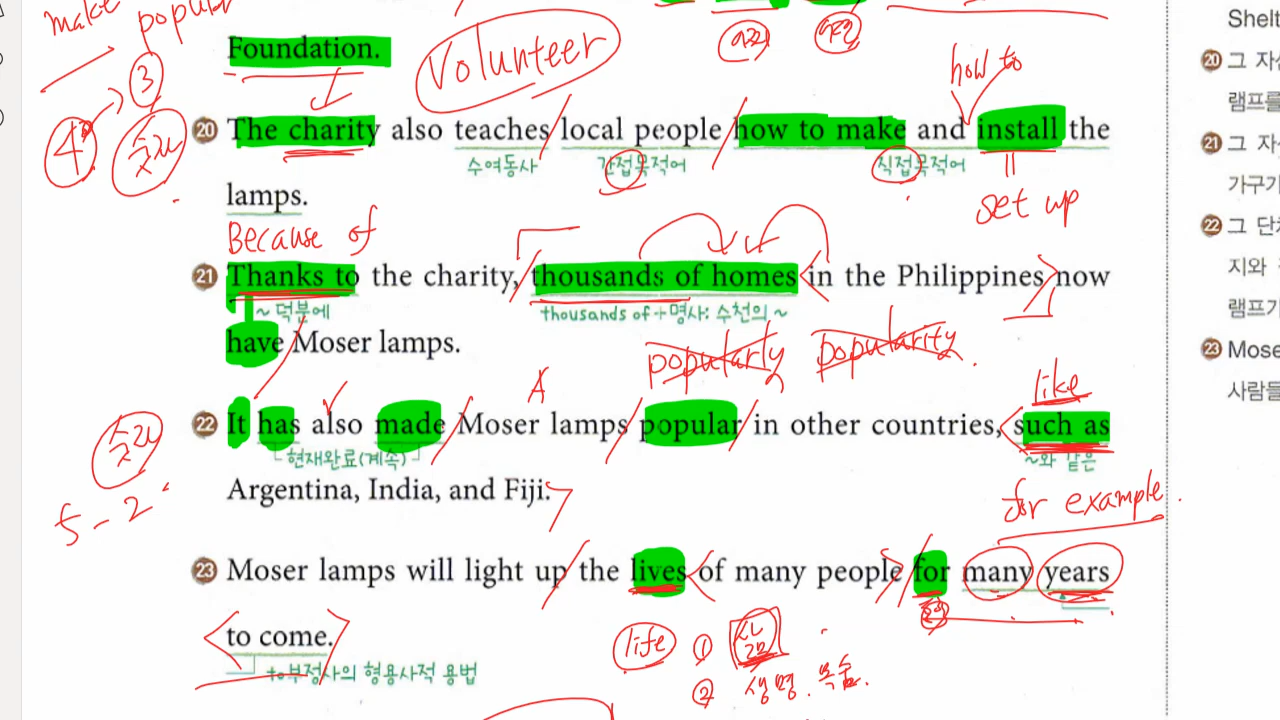 make popular
Shelt
Foundation.
Volunteer
how to
③
20 그 자선
4형
숫자
20 The charity also teaches local people how to make and install the
램프를
수여동사 간접목적어 직접목적어
21 그 자선
set up
lamps.
가구가
Because of
22 그 단체
21 Thanks to the charity, thousands of homes in the Philippines now
지와
~ 덕분에 thousands of+명사: 수천의 ~
램프가
have Moser lamps.
popularly popularity
23 Mose
A like
사람들
22 It has also made Moser lamps popular in other countries, such as
현재완료(계속) ~와 같은
5-2
Argentina, India, and Fiji.
for example.
23 Moser lamps will light up the lives of many people for many years
to come.
life ① 삶
to부정사의 형용사적 용법
② 생명. 목숨.